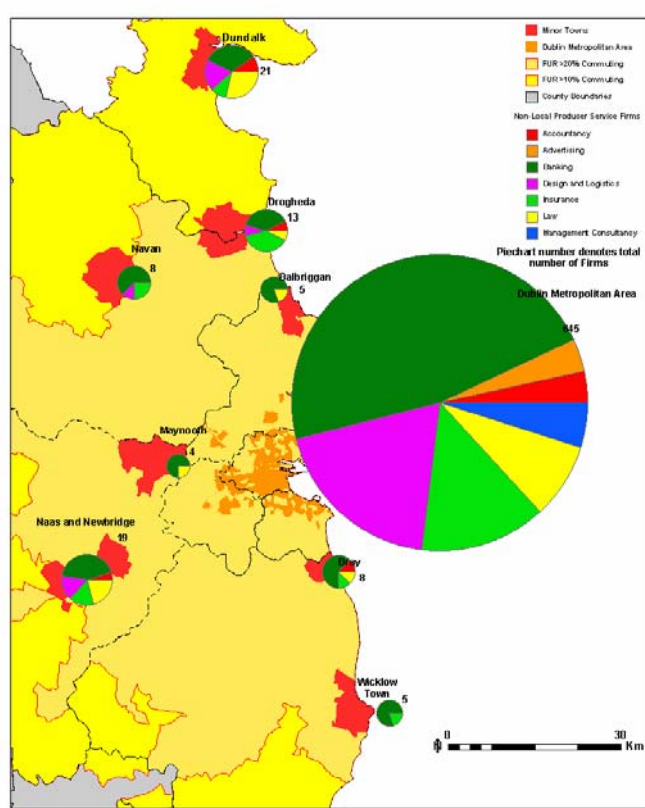 Minor Towns
Dublin Metropolitan Area
FUR >20% Commuting
FUR >10% Commuting
County Boundaries
Non-Local Producer Service Firms
Accountancy
Advertising
Banking
Design and Logistics
Insurance
Law
Management Consultancy
Piechart number denotes total
number of Firms
Dublin Metropolitan Area
645
Dundalk
21
Drogheda
13
Navan
8
Balbriggan
5
Maynooth
4
Naas and Newbridge
19
Bray
8
Wicklow
Town
5
0
30
N
Km